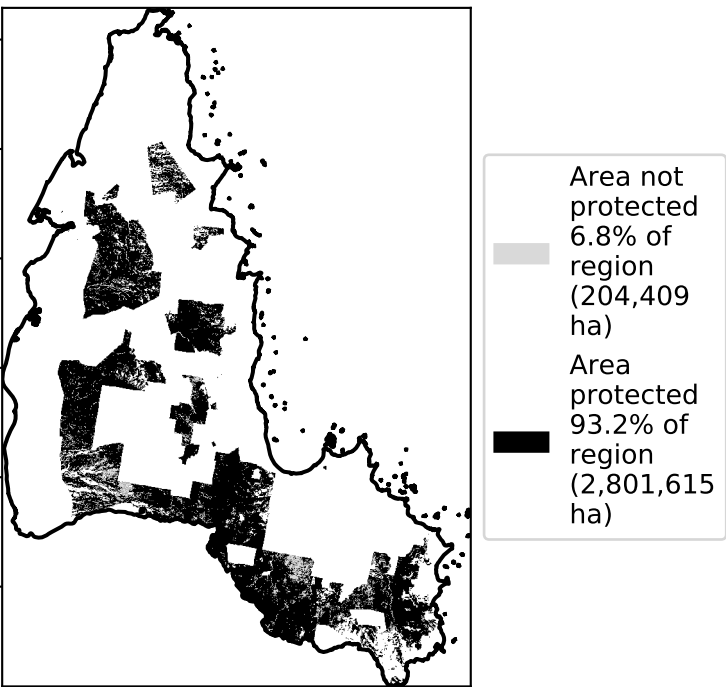 Area not
protected
6.8% of
region
(204,409
ha)
Area
protected
93.2% of
region
(2,801,615
ha)